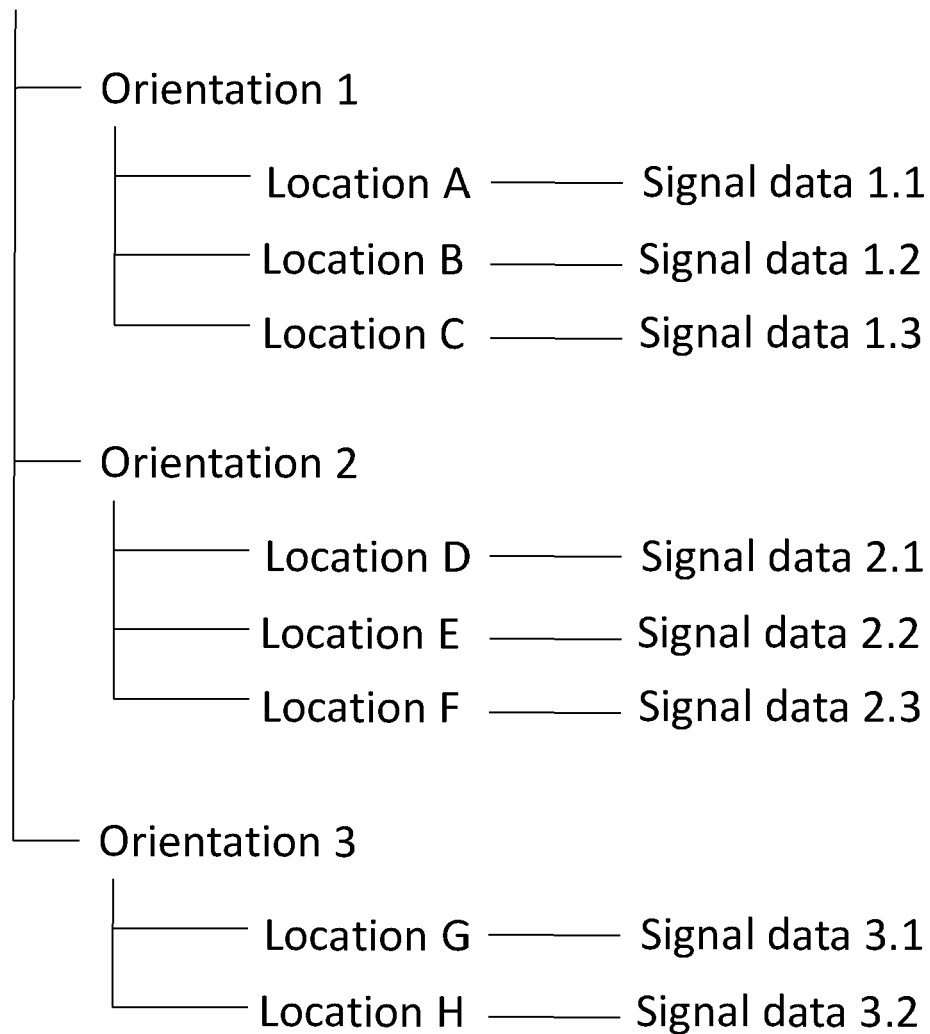 Orientation 1
Location A Signal data 1.1
Location B Signal data 1.2
Location C Signal data 1.3
Orientation 2
Location D Signal data 2.1
Location E Signal data 2.2
Location F Signal data 2.3
Orientation 3
Location G Signal data 3.1
Location H Signal data 3.2